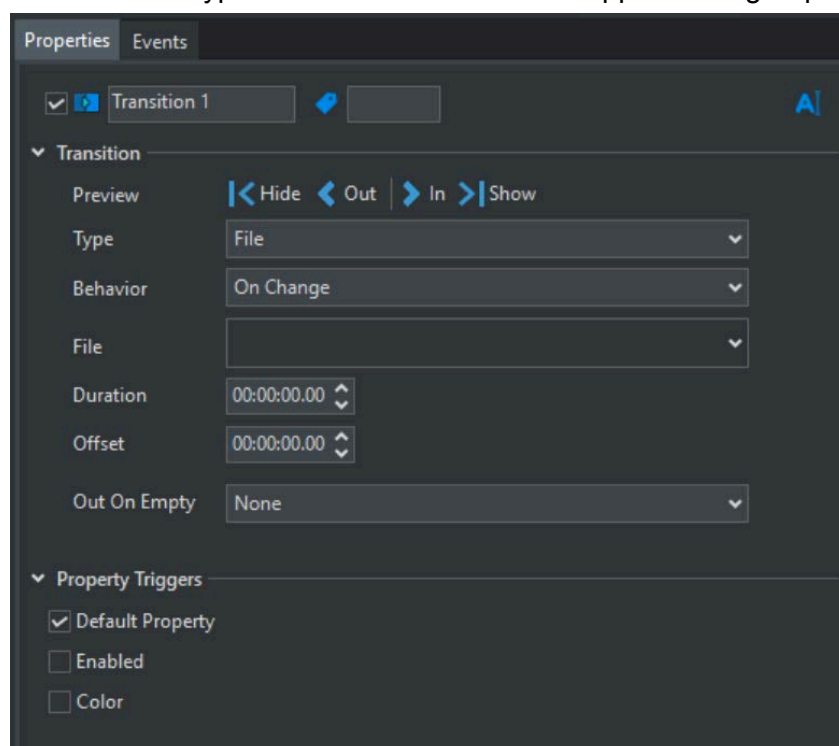 Properties Events
Transition 1
A
Transition
Preview Hide Out In Show
Type File
Behavior On Change
File
Duration 00:00:00.00
Offset 00:00:00.00
Out On Empty None
Property Triggers
Default Property
Enabled
Color